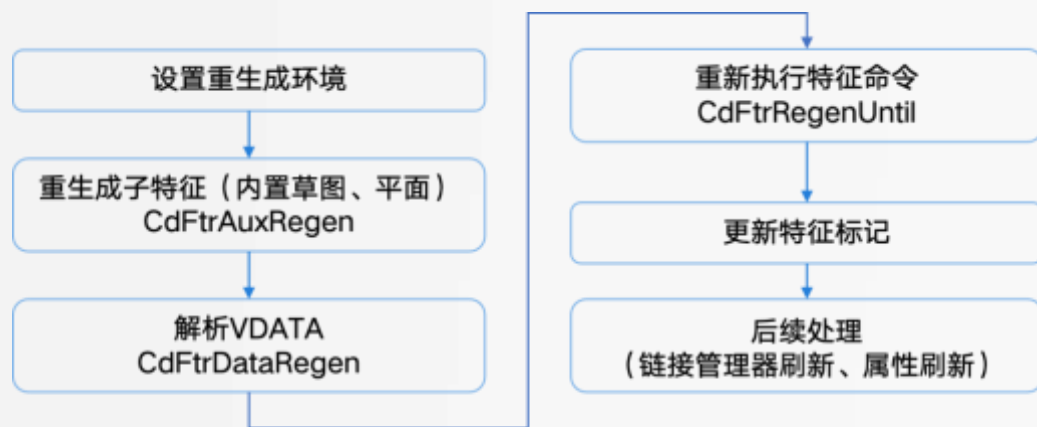 设置重生成环境
重生成子特征（内置草图、平面）
CdFtrAuxRegen
解析VDATA
CdFtrDataRegen
重新执行特征命令
CdFtrRegenUntil
更新特征标记
后续处理
（链接管理器刷新、属性刷新）